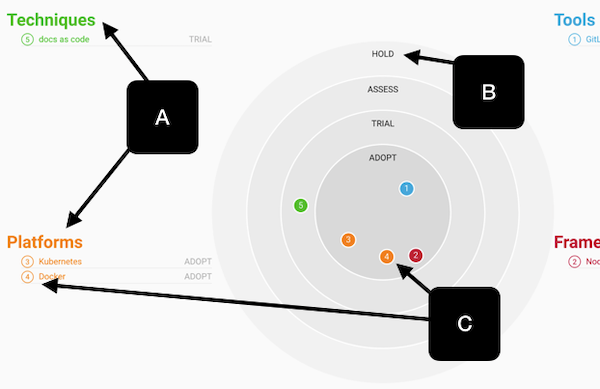 Techniques
5 docs as code TRIAL
Tools
1 GitL
HOLD
ASSESS
TRIAL
ADOPT
A
B
1
5
3
4
2
Platforms
3 Kubernetes ADOPT
4 Docker ADOPT
Frame
2 Nod
C